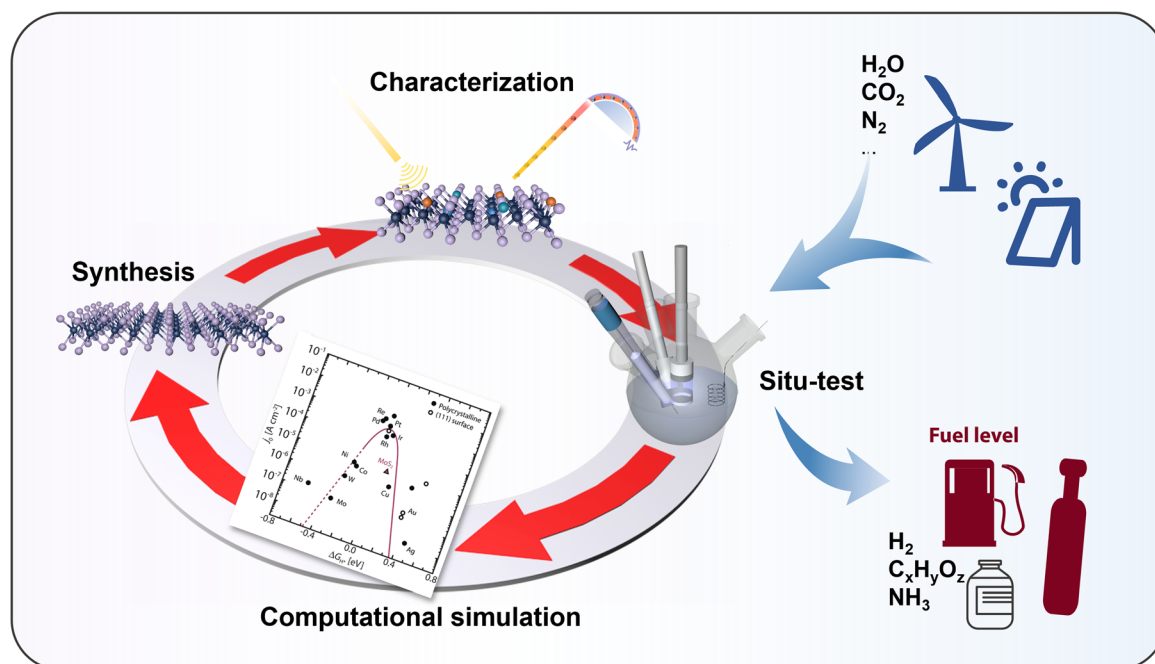 Characterization
H₂O
CO₂
N₂
...
Synthesis
Situ-test
10⁻¹
10⁻²
10⁻³
10⁻⁴
10⁻⁵
10⁻⁶
10⁻⁷
10⁻⁸
j₀ [A cm⁻²]
Polycrystalline
(111) surface
Re
Pd
Pt
Ir
Rh
Ni
Co
MoS₂
W
Nb
Mo
Cu
Au
Ag
-0.8
-0.4
0.0
0.4
0.8
ΔG_H* [eV]
Computational simulation
Fuel level
H₂
CₓHᵧO_z
NH₃